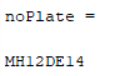 noPlate =
MH12DE14